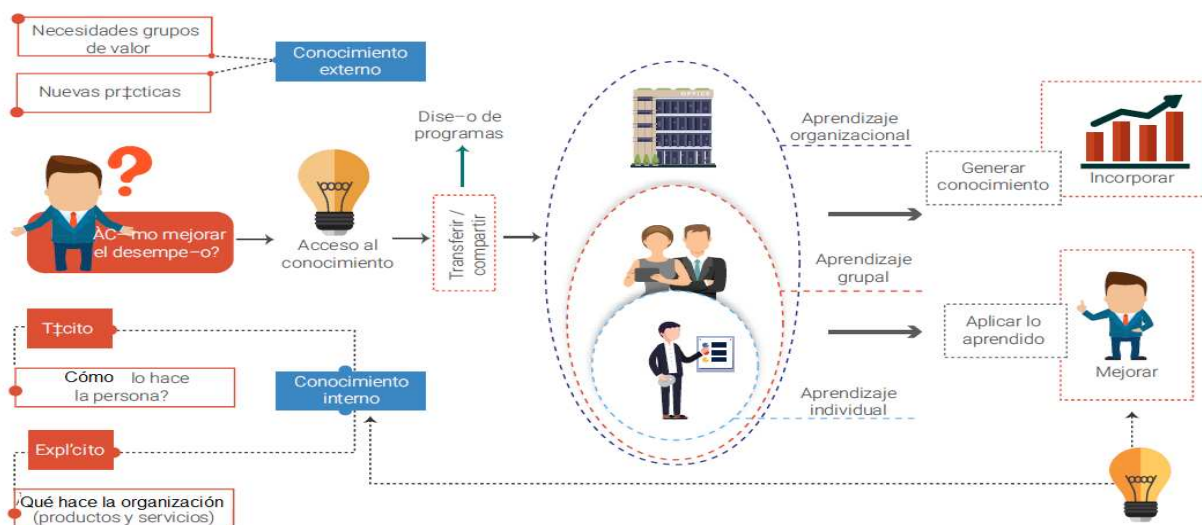 Necesidades grupos
de valor
Nuevas pr‡cticas
Conocimiento
externo
ÀC—mo mejorar
el desempe–o?
Acceso al
conocimiento
Dise–o de
programas
Transferir /
compartir
OFFICE
Aprendizaje
organizacional
Aprendizaje
grupal
Aprendizaje
individual
Generar
conocimiento
Incorporar
Aplicar lo
aprendido
Mejorar
T‡cito
Cómo lo hace
la persona?
Conocimiento
interno
Expl’cito
Qué hace la organización
(productos y servicios)